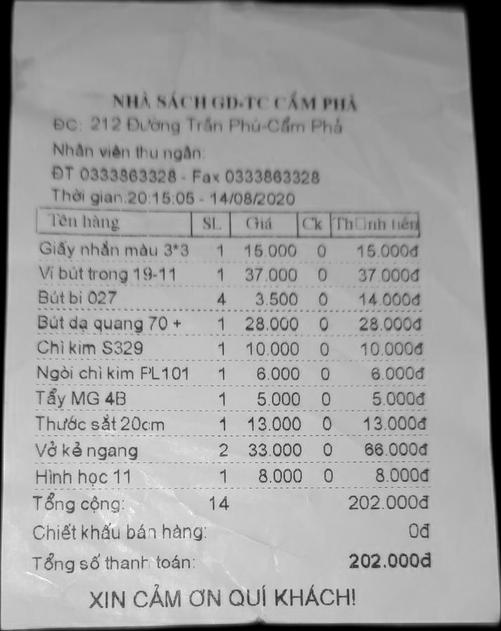 NHÀ SÁCH GD-TC CẨM PHẢ
ĐC: 212 Đường Trần Phú-Cẩm Phả
Nhân viên thu ngân:
ĐT 0333863328 - Fax 0333863328
Thời gian:20:15:05 - 14/08/2020
Tên hàng SL Giá Ck Th□nh tiền
Giấy nhắn màu 3*3 1 15.000 0 15.000đ
Ví bút trong 19-11 1 37.000 0 37.000đ
Bút bi 027 4 3.500 0 14.000đ
Bút dạ quang 70 + 1 28.000 0 28.000đ
Chì kim S329 1 10.000 0 10.000đ
Ngòi chì kim PL101 1 6.000 0 6.000đ
Tẩy MG 4B 1 5.000 0 5.000đ
Thước sắt 20cm 1 13.000 0 13.000đ
Vở kẻ ngang 2 33.000 0 66.000đ
Hình học 11 1 8.000 0 8.000đ
Tổng cộng: 14 202.000đ
Chiết khấu bán hàng: 0đ
Tổng số thanh toán: 202.000đ
XIN CẢM ƠN QUÍ KHÁCH!